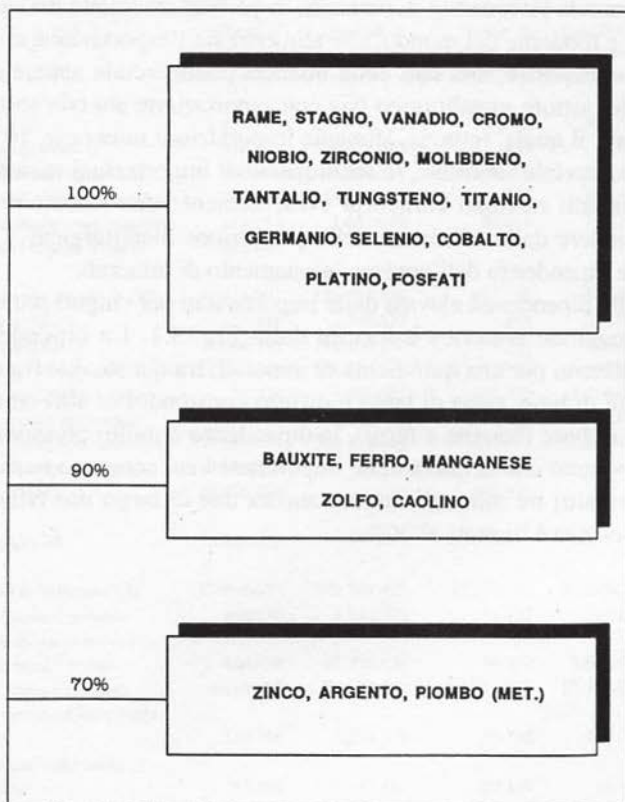 100%
RAME, STAGNO, VANADIO, CROMO,
NIOBIO, ZIRCONIO, MOLIBDENO,
TANTALIO, TUNGSTENO, TITANIO,
GERMANIO, SELENIO, COBALTO,
PLATINO, FOSFATI
90%
BAUXITE, FERRO, MANGANESE
ZOLFO, CAOLINO
70%
ZINCO, ARGENTO, PIOMBO (MET.)